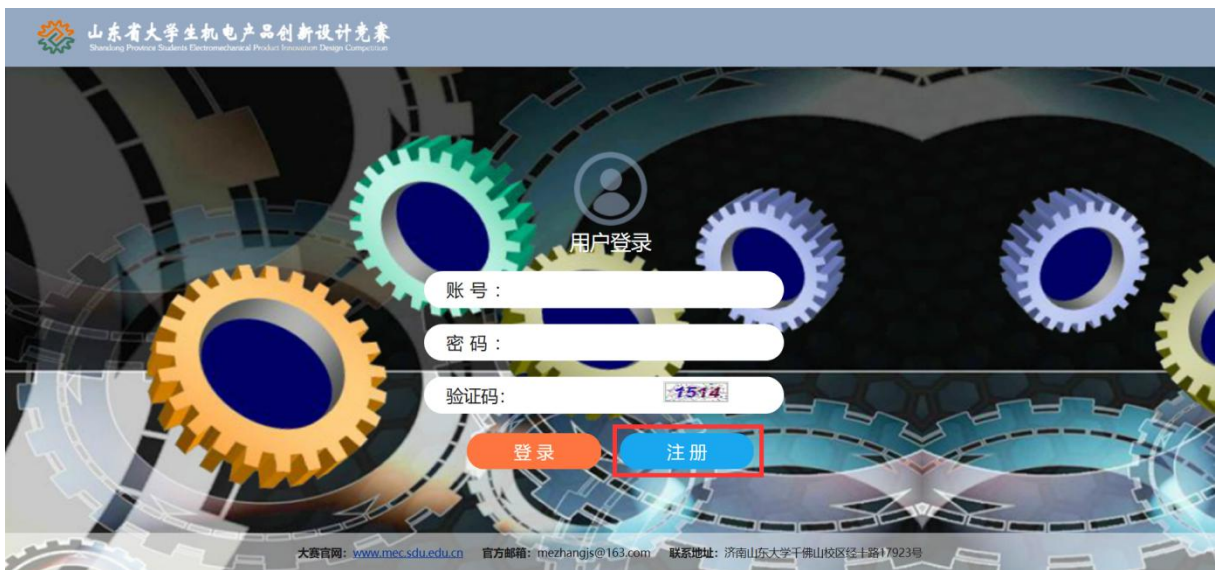 山东省大学生机电产品创新设计竞赛
Shandong Province Students Electromechanical Product Innovation Design Competition
用户登录
账 号：
密 码：
验证码：
1514
登 录 注 册
大赛官网：www.mec.sdu.edu.cn 官方邮箱：mezhangjs@163.com 联系地址：济南山东大学千佛山校区经十路17923号